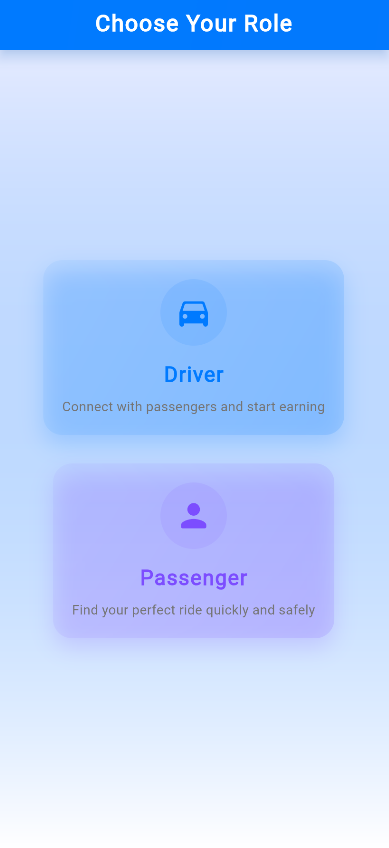 Choose Your Role
Driver
Connect with passengers and start earning
Passenger
Find your perfect ride quickly and safely